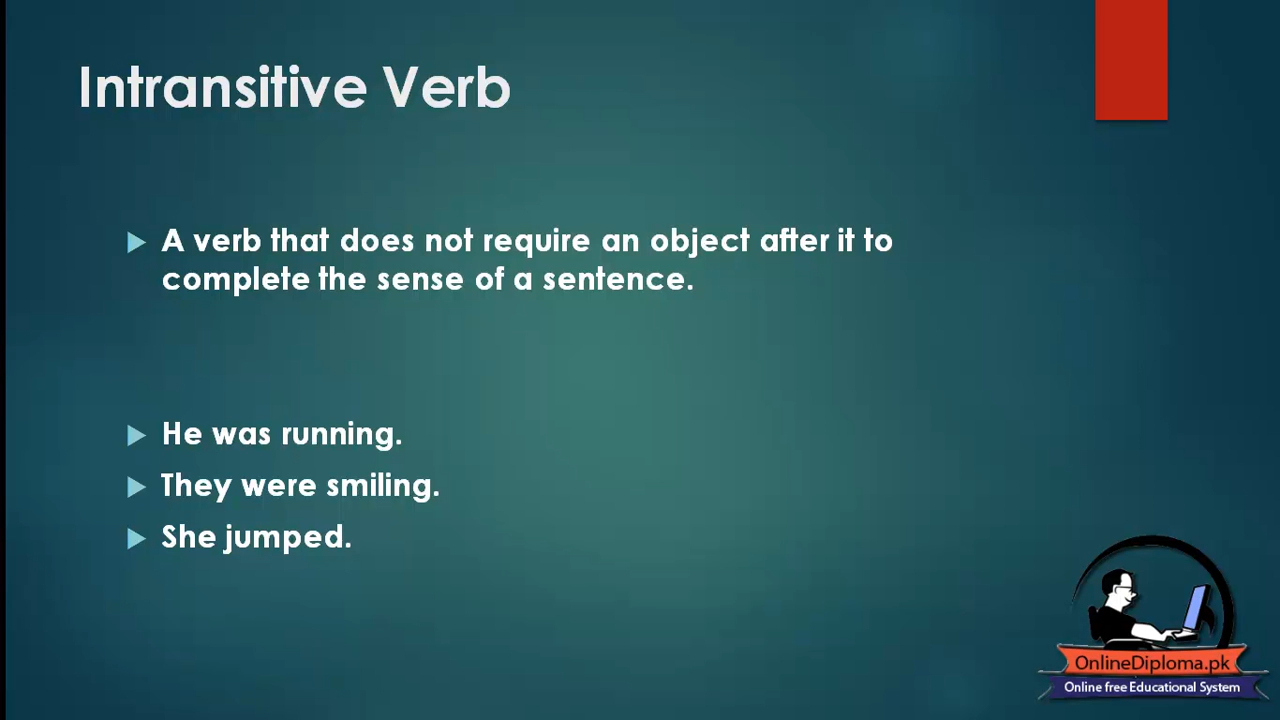 Intransitive Verb
A verb that does not require an object after it to
complete the sense of a sentence.
He was running.
They were smiling.
She jumped.
OnlineDiploma.pk
Online free Educational System